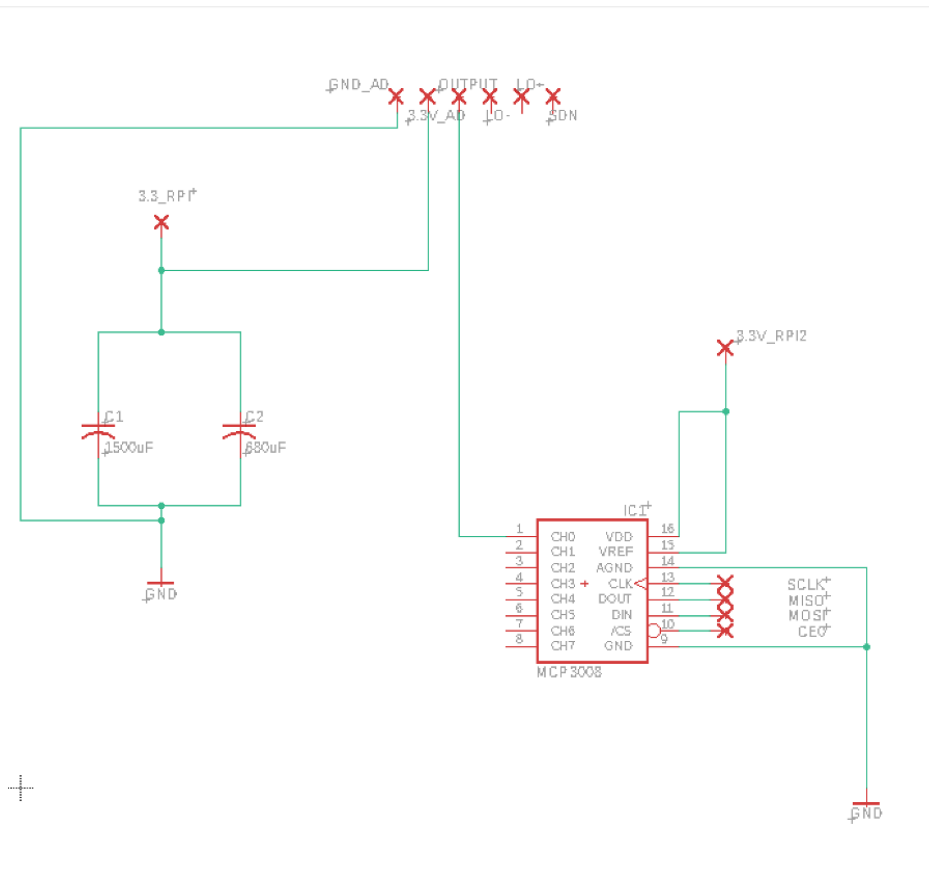 GND_AD OUTPUT LO+
3.3V_AD LO- SDN
3.3_RPI
3.3V_RPI2
C1 C2
1500uF 680uF
IC1
1 CH0 VDD 16
2 CH1 VREF 15
3 CH2 AGND 14
4 CH3 CLK 13 SCLK
5 CH4 DOUT 12 MISO
6 CH5 DIN 11 MOSI
7 CH6 /CS 10 CE0
8 CH7 GND 9
GND
MCP3008
GND